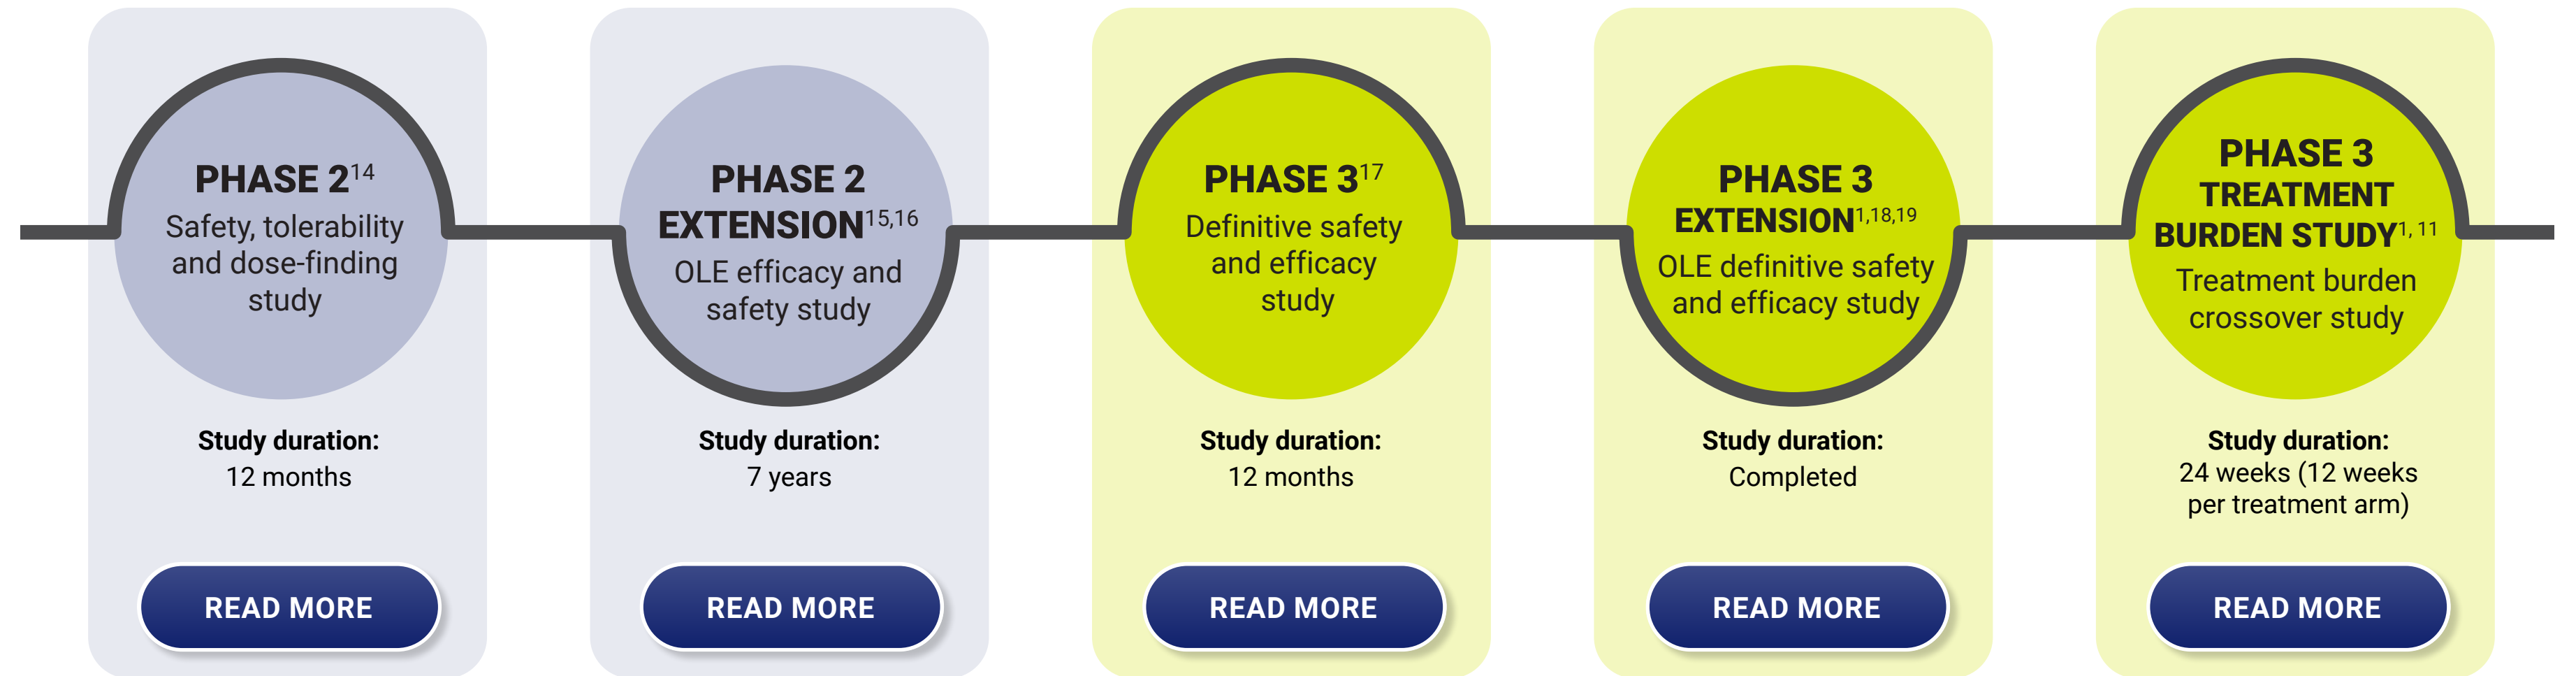 PHASE 2¹⁴
Safety, tolerability
and dose-finding
study
Study duration:
12 months
READ MORE
PHASE 2
EXTENSION¹⁵,¹⁶
OLE efficacy and
safety study
Study duration:
7 years
READ MORE
PHASE 3¹⁷
Definitive safety
and efficacy
study
Study duration:
12 months
READ MORE
PHASE 3
EXTENSION¹,¹⁸,¹⁹
OLE definitive safety
and efficacy study
Study duration:
Completed
READ MORE
PHASE 3
TREATMENT
BURDEN STUDY¹, ¹¹
Treatment burden
crossover study
Study duration:
24 weeks (12 weeks
per treatment arm)
READ MORE